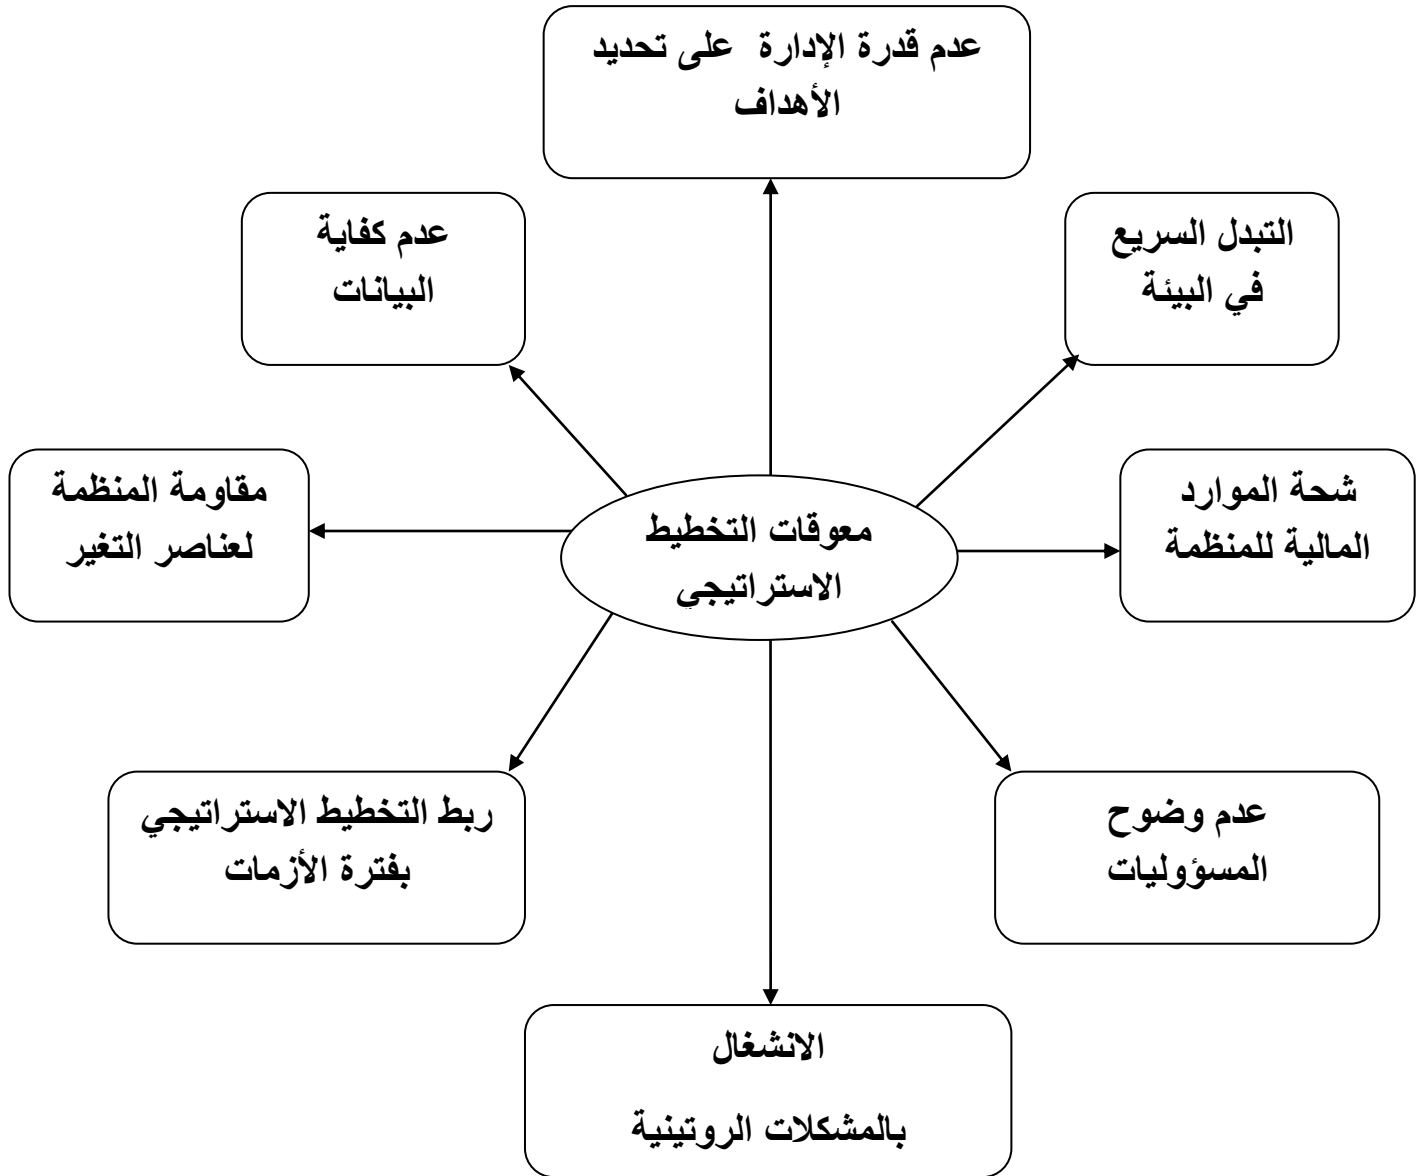 عدم قدرة الإدارة على تحديد
الأهداف
التبدل السريع
في البيئة
عدم كفاية
البيانات
شحة الموارد
المالية للمنظمة
مقاومة المنظمة
لعناصر التغير
معوقات التخطيط
الاستراتيجي
عدم وضوح
المسؤوليات
ربط التخطيط الاستراتيجي
بفترة الأزمات
الانشغال
بالمشكلات الروتينية